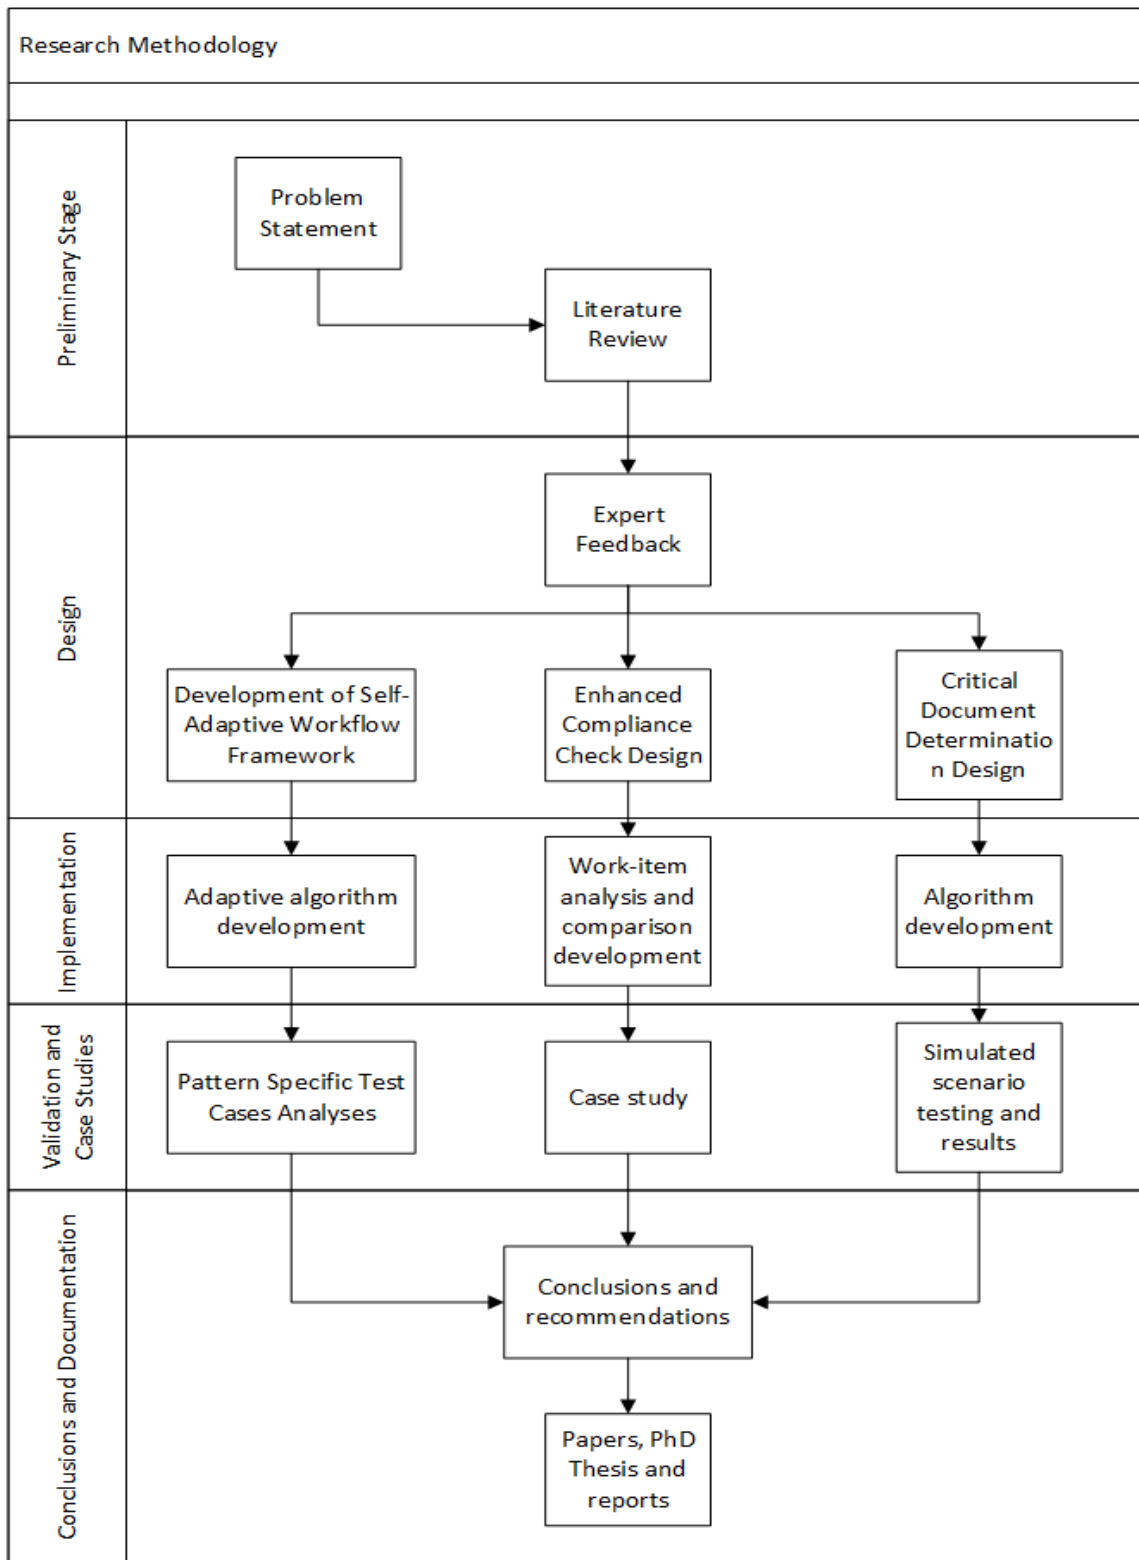 Research Methodology
Preliminary Stage
Problem
Statement
Literature
Review
Design
Expert
Feedback
Development of Self-
Adaptive Workflow
Framework
Enhanced
Compliance
Check Design
Critical
Document
Determinatio
n Design
Implementation
Adaptive algorithm
development
Work-item
analysis and
comparison
development
Algorithm
development
Validation and
Case Studies
Pattern Specific Test
Cases Analyses
Case study
Simulated
scenario
testing and
results
Conclusions and Documentation
Conclusions and
recommendations
Papers, PhD
Thesis and
reports